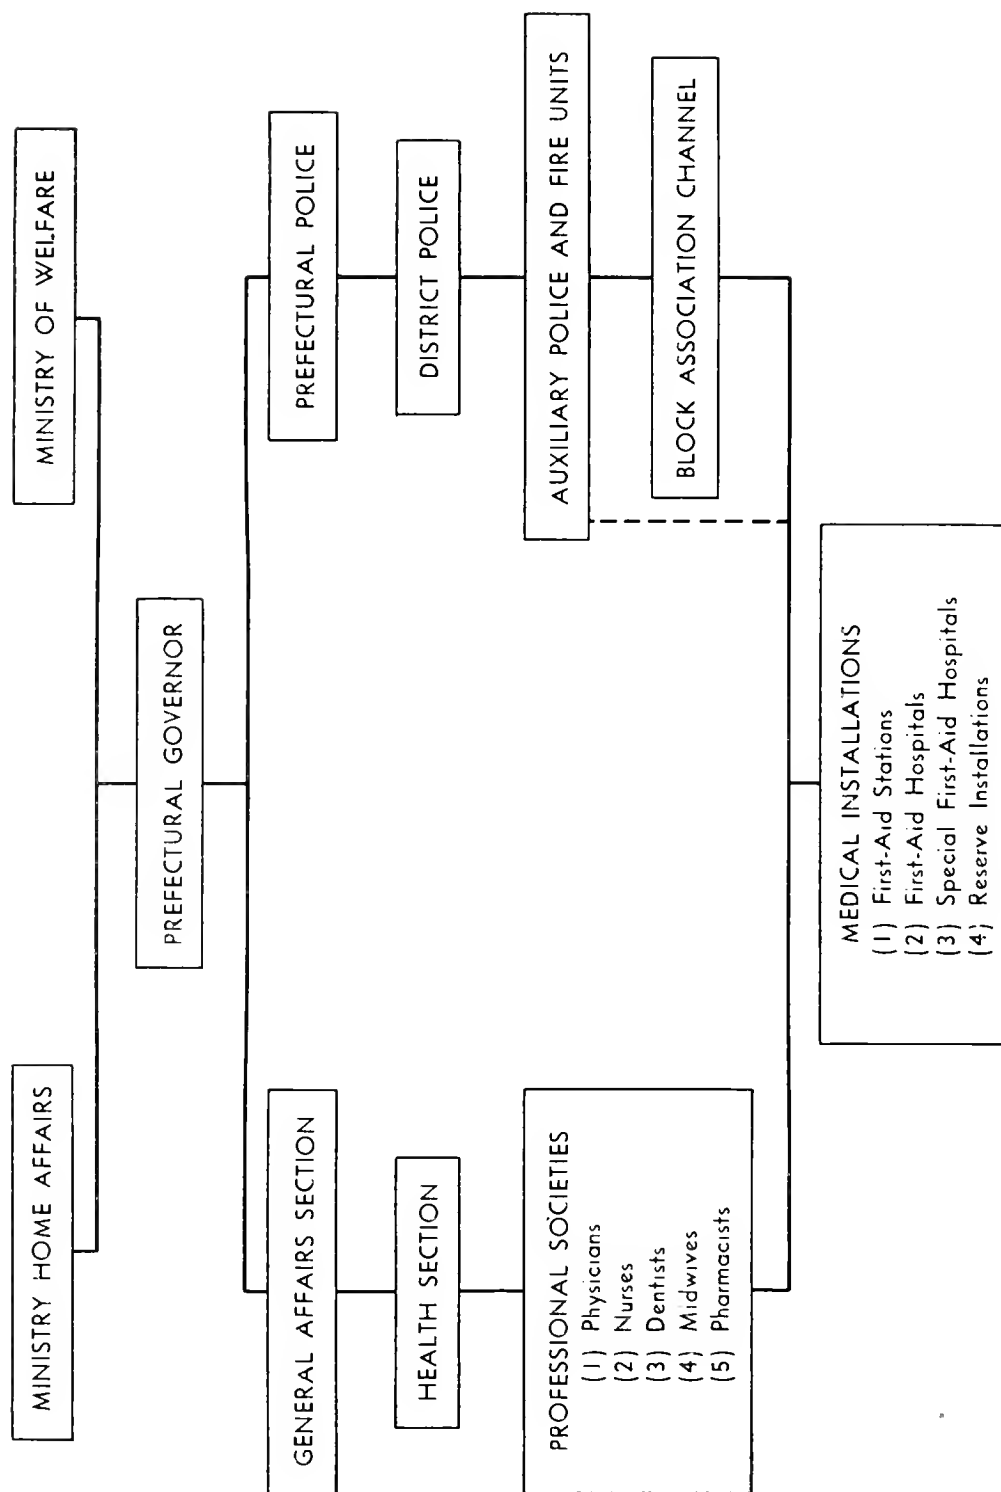 MINISTRY HOME AFFAIRS
MINISTRY OF WELFARE
PREFECTURAL GOVERNOR
GENERAL AFFAIRS SECTION
PREFECTURAL POLICE
HEALTH SECTION
DISTRICT POLICE
PROFESSIONAL SOCIETIES
(1) Physicians
(2) Nurses
(3) Dentists
(4) Midwives
(5) Pharmacists
AUXILIARY POLICE AND FIRE UNITS
BLOCK ASSOCIATION CHANNEL
MEDICAL INSTALLATIONS
(1) First-Aid Stations
(2) First-Aid Hospitals
(3) Special First-Aid Hospitals
(4) Reserve Installations